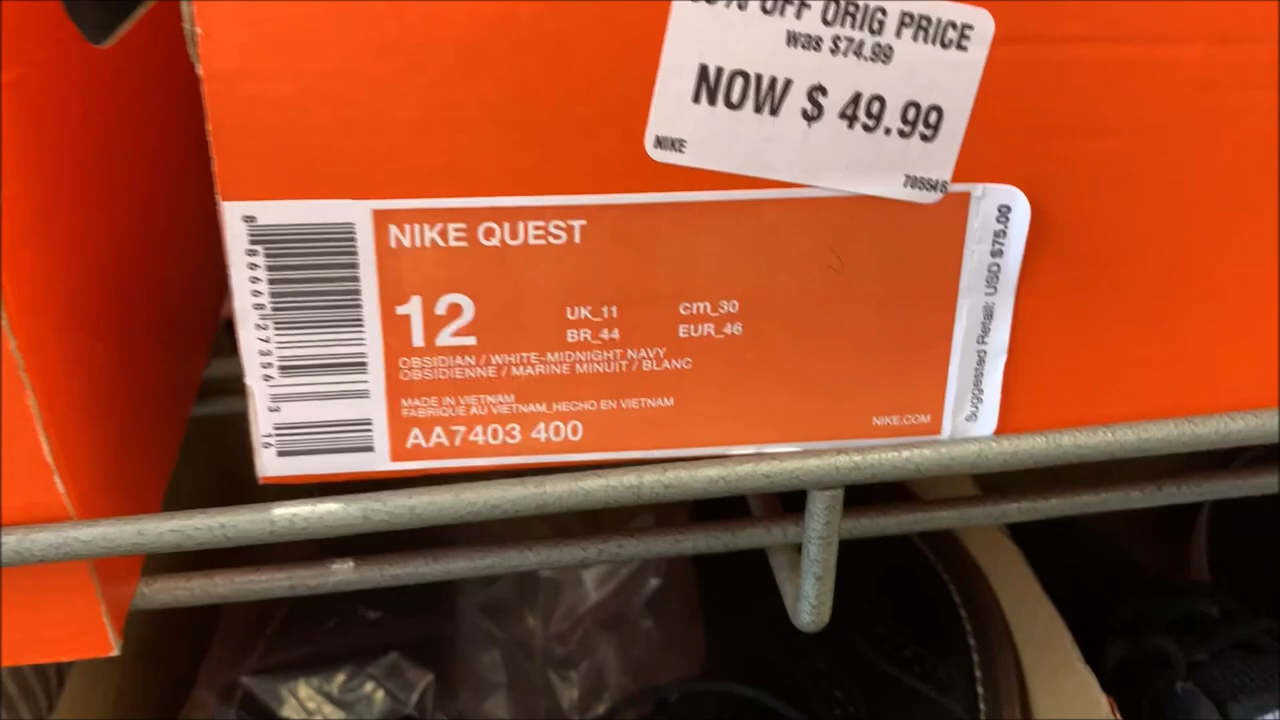 OFF ORIG PRICE
was $74.99
NOW $ 49.99
NIKE
705546
NIKE QUEST
12
UK_11 cm_30
BR_44 EUR_46
OBSIDIAN / WHITE-MIDNIGHT NAVY
OBSIDIENNE / MARINE MINUIT / BLANC
MADE IN VIETNAM
FABRIQUE AU VIETNAM_HECHO EN VIETNAM
AA7403 400
NIKE.COM
Suggested Retail: USD $75.00